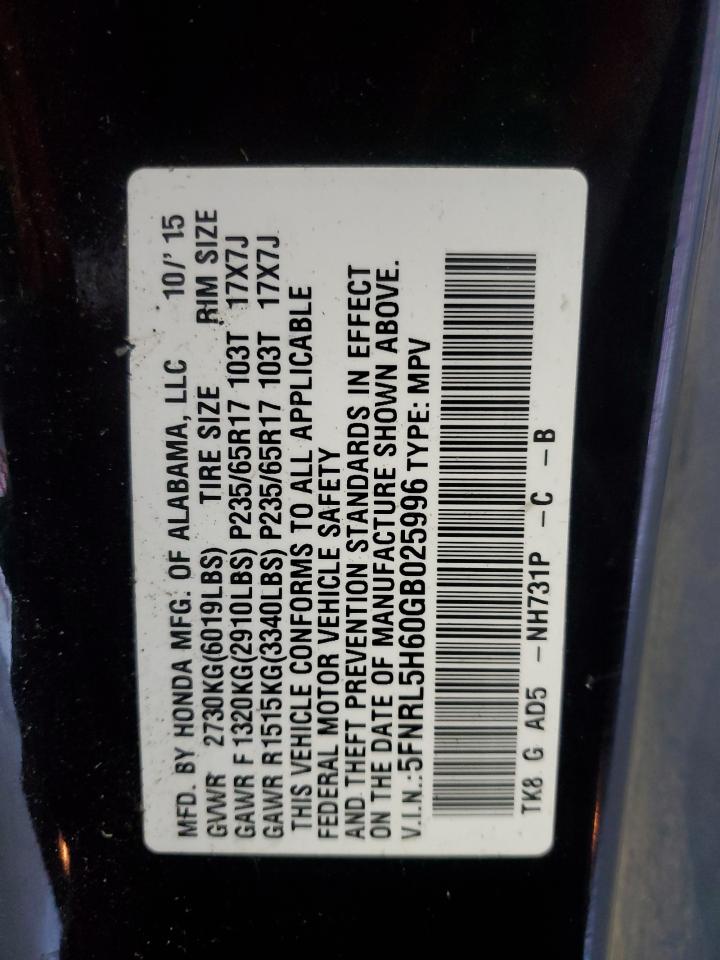 MFD. BY HONDA MFG. OF ALABAMA, LLC 10/' 15
GVWR 2730KG(6019LBS) TIRE SIZE RIM SIZE
GAWR F 1320KG(2910LBS) P235/65R17 103T 17X7J
GAWR R1515KG(3340LBS) P235/65R17 103T 17X7J
THIS VEHICLE CONFORMS TO ALL APPLICABLE
FEDERAL MOTOR VEHICLE SAFETY
AND THEFT PREVENTION STANDARDS IN EFFECT
ON THE DATE OF MANUFACTURE SHOWN ABOVE.
V.I.N.:5FNRL5H60GB025996 TYPE: MPV
TK8 G AD5 -NH731P -C -B